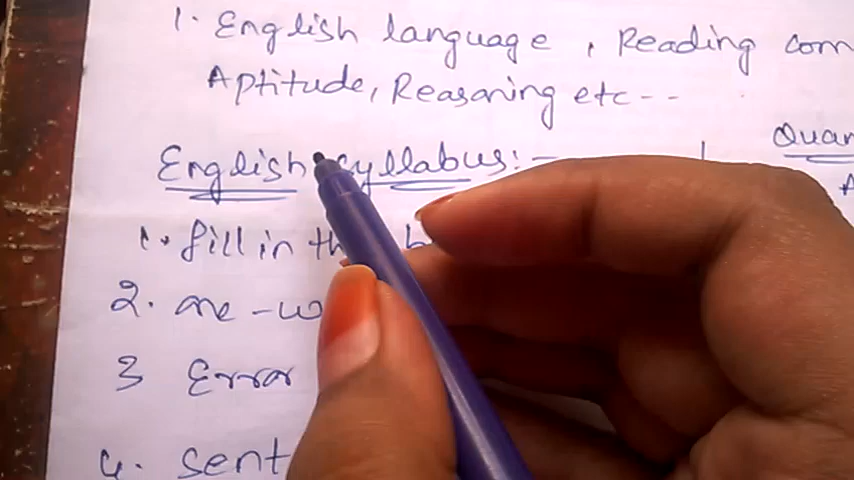 1. English language, Reading com
Aptitude, Reasoning etc --
Quan
English syllabus:-
A
1. fill in th b
2. one-w
3 Error
4. sent